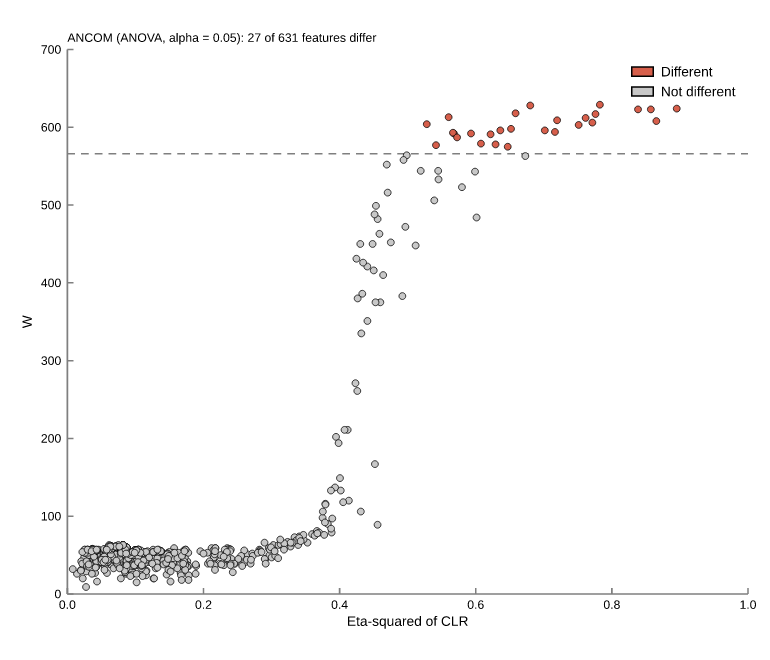 ANCOM (ANOVA, alpha = 0.05): 27 of 631 features differ
700
600
500
400
300
200
100
0
W
Different
Not different
0.0 0.2 0.4 0.6 0.8 1.0
Eta-squared of CLR